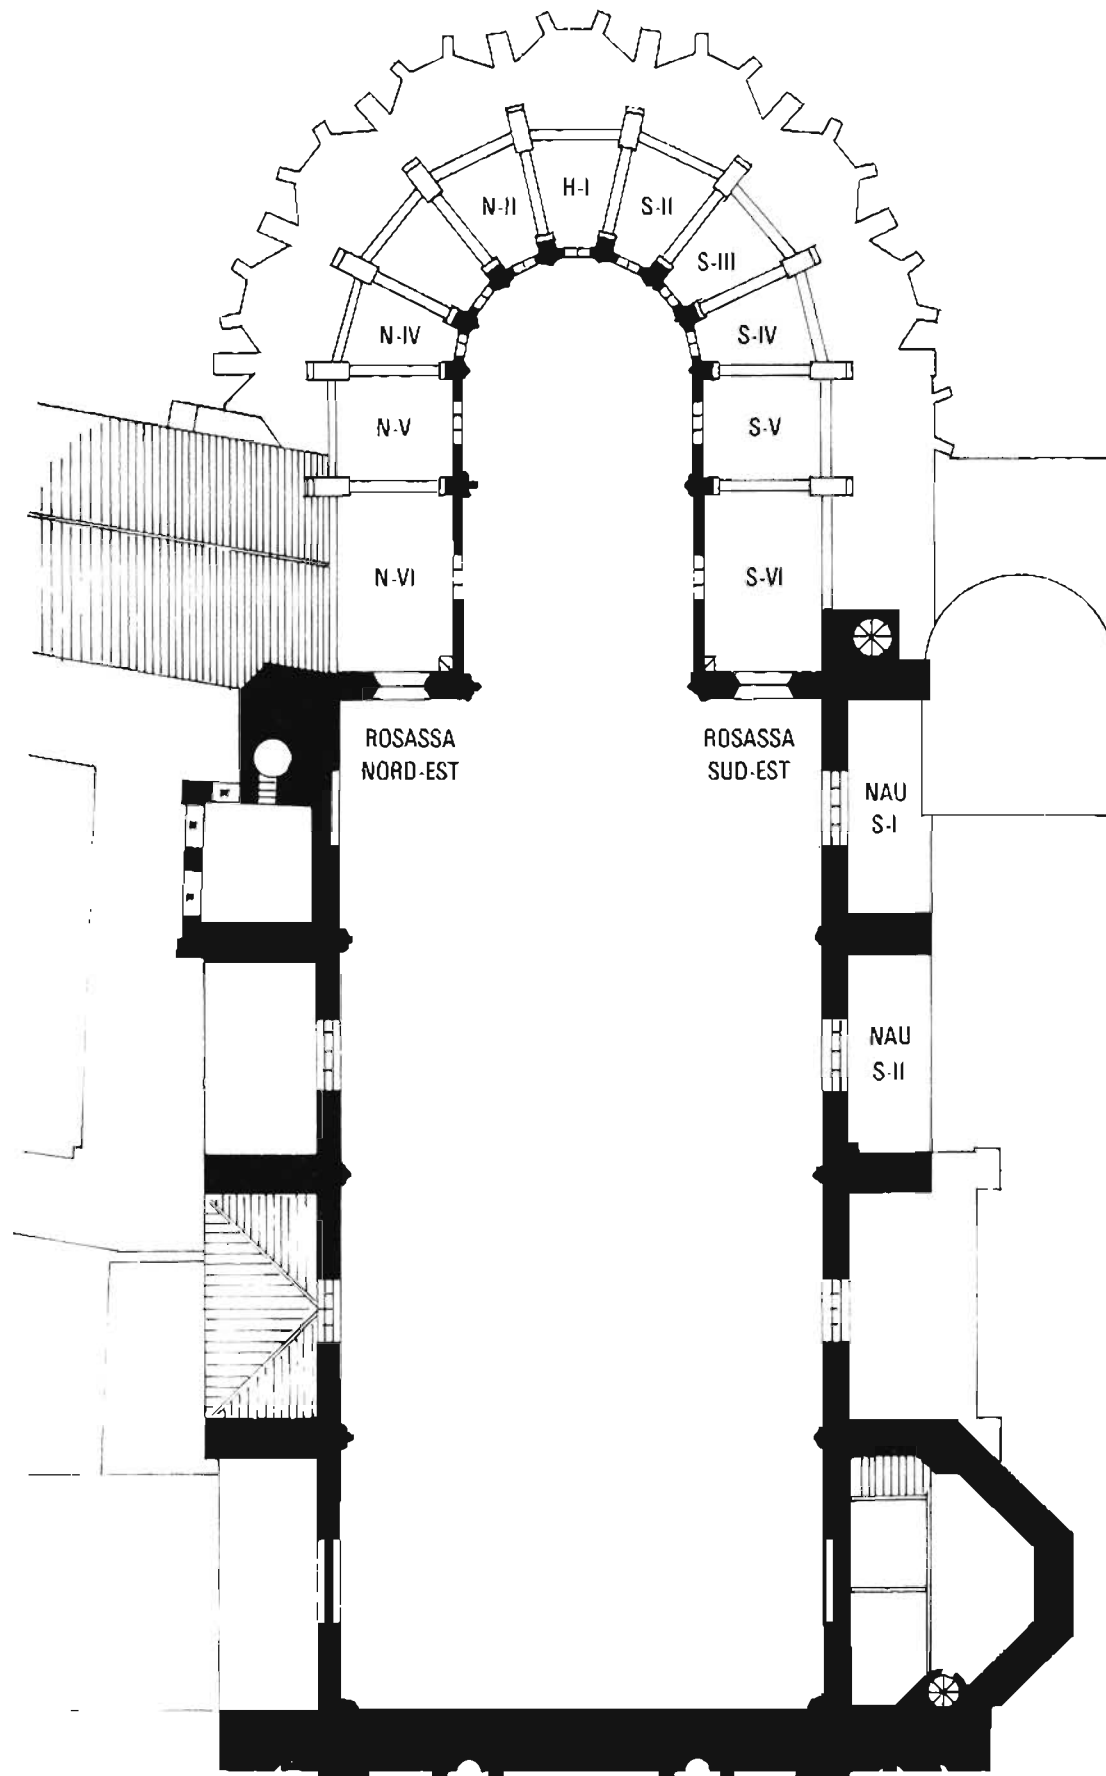 H-I
N-II
S-II
S-III
N-IV
S-IV
N-V
S-V
N-VI
S-VI
ROSASSA
NORD-EST
ROSASSA
SUD-EST
NAU
S-I
NAU
S-II